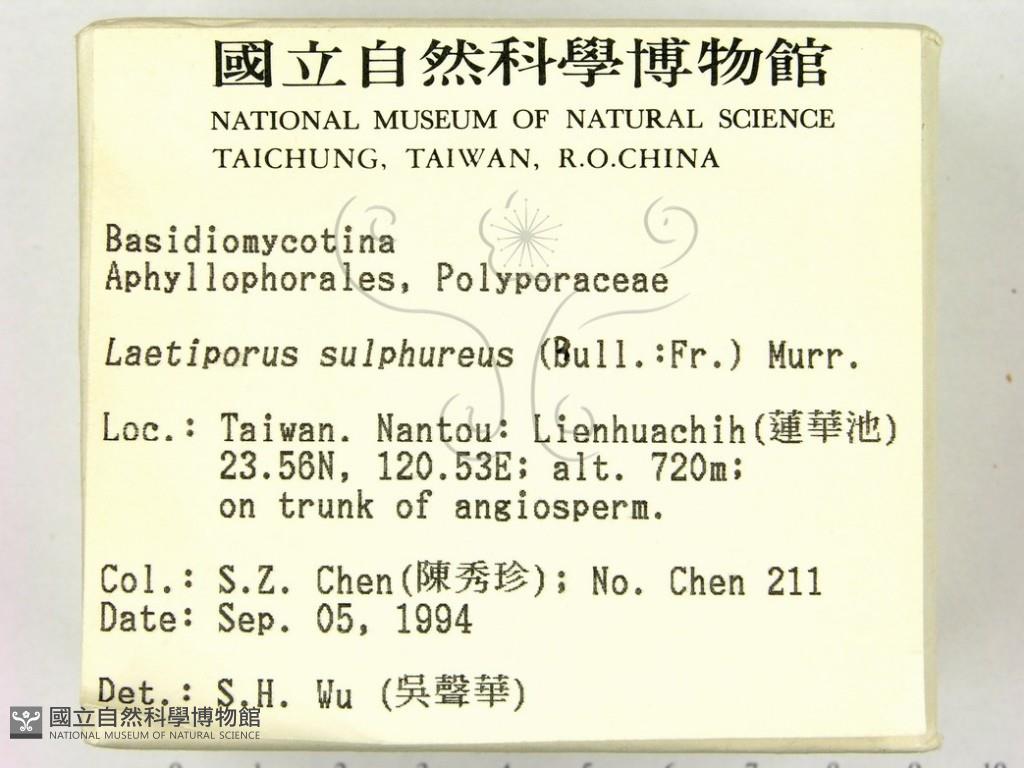 國立自然科學博物館
NATIONAL MUSEUM OF NATURAL SCIENCE
TAICHUNG, TAIWAN, R.O.CHINA
Basidiomycotina
Aphyllophorales, Polyporaceae
Laetiporus sulphureus (Bull.:Fr.) Murr.
Loc.: Taiwan. Nantou: Lienhuachih(蓮華池)
23.56N, 120.53E; alt. 720m;
on trunk of angiosperm.
Col.: S.Z. Chen(陳秀珍); No. Chen 211
Date: Sep. 05, 1994
Det.: S.H. Wu (吳聲華)
國立自然科學博物館
NATIONAL MUSEUM OF NATURAL SCIENCE